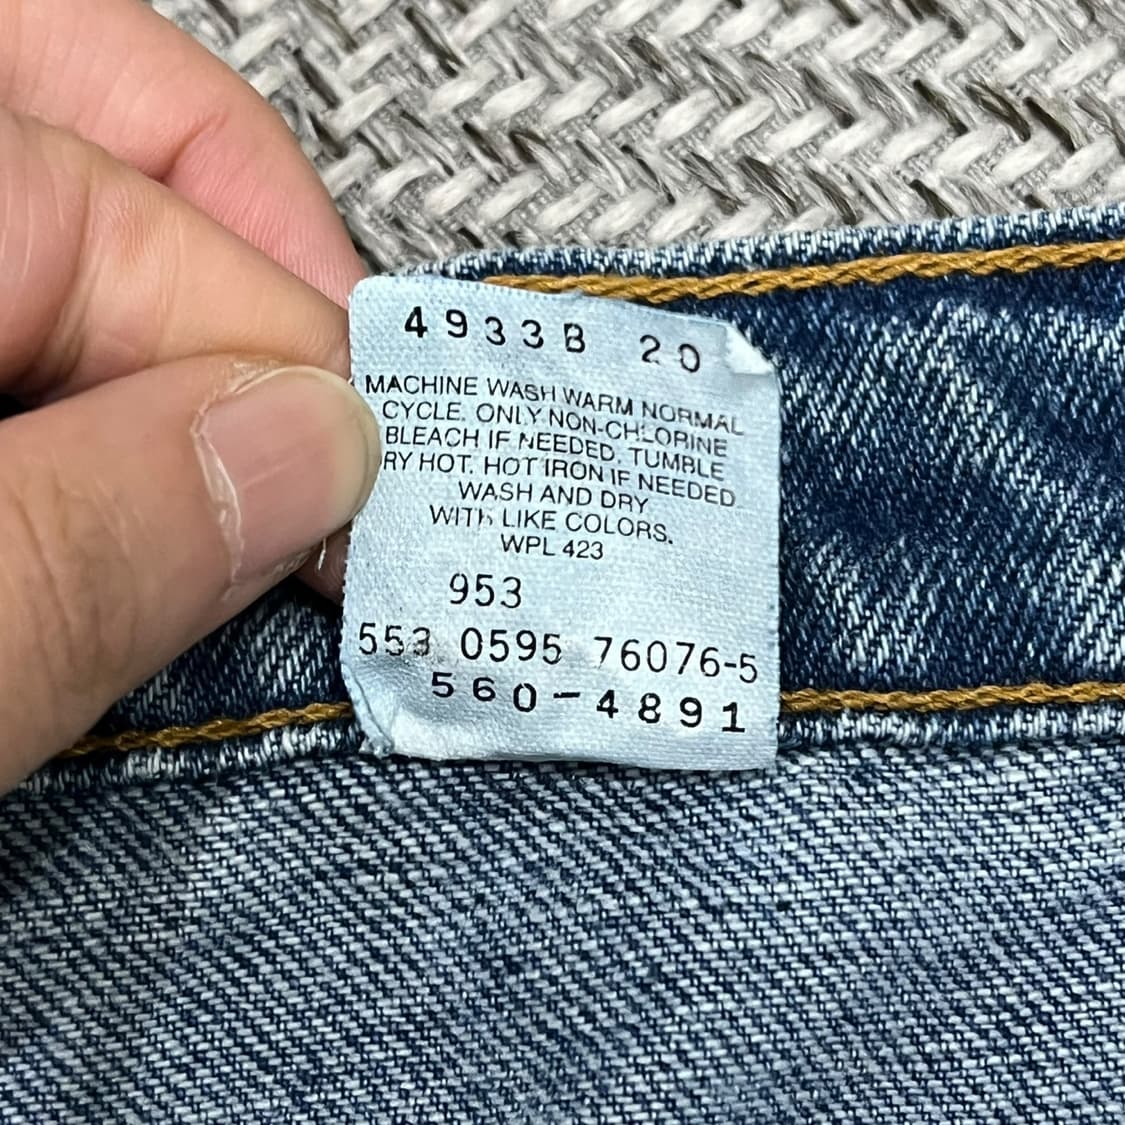 4933B 20
MACHINE WASH WARM NORMAL
CYCLE. ONLY NON-CHLORINE
BLEACH IF NEEDED. TUMBLE
RY HOT. HOT IRON IF NEEDED
WASH AND DRY
WITH LIKE COLORS.
WPL 423
953
553 0595 76076-5
560-4891